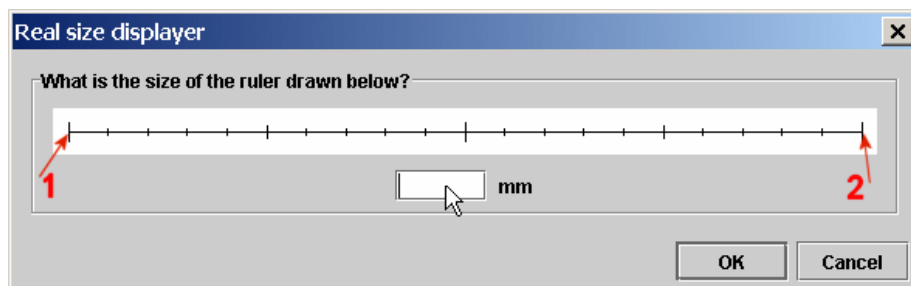 Real size displayer
What is the size of the ruler drawn below?
1
2
mm
OK Cancel